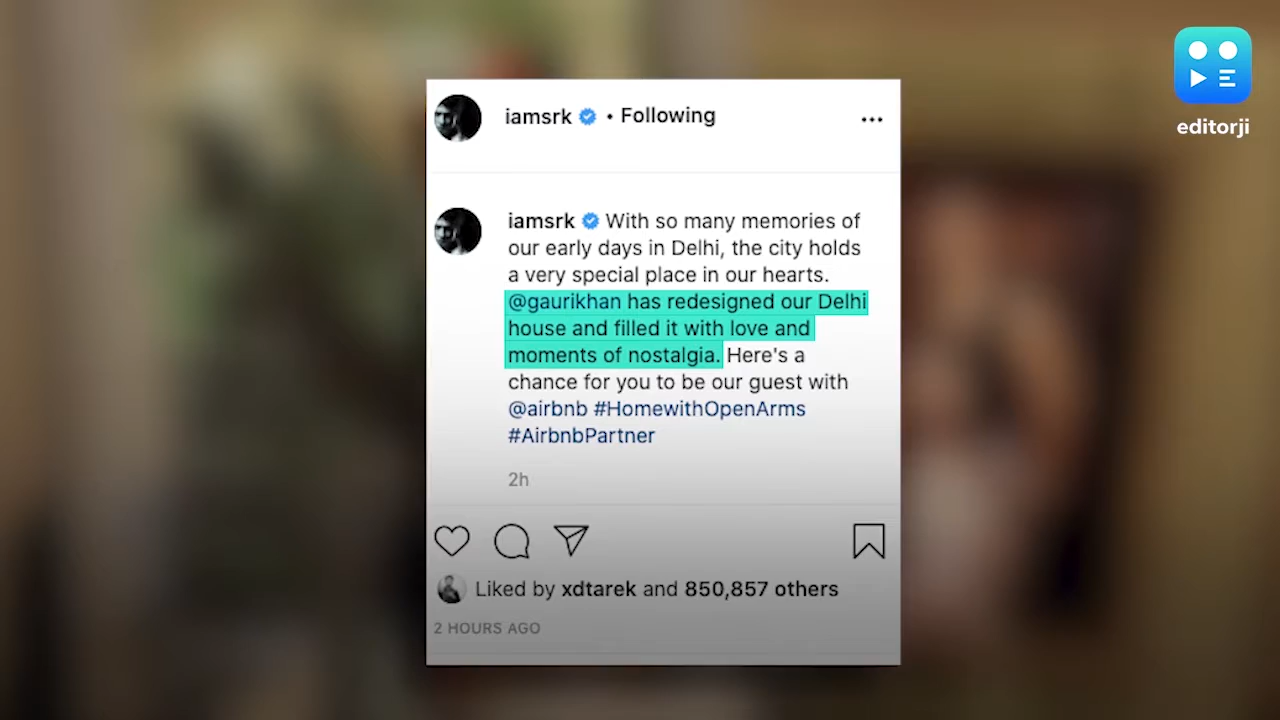 editorji
iamsrk • Following
iamsrk With so many memories of
our early days in Delhi, the city holds
a very special place in our hearts.
@gaurikhan has redesigned our Delhi
house and filled it with love and
moments of nostalgia. Here's a
chance for you to be our guest with
@airbnb #HomewithOpenArms
#AirbnbPartner
2h
Liked by xdtarek and 850,857 others
2 HOURS AGO